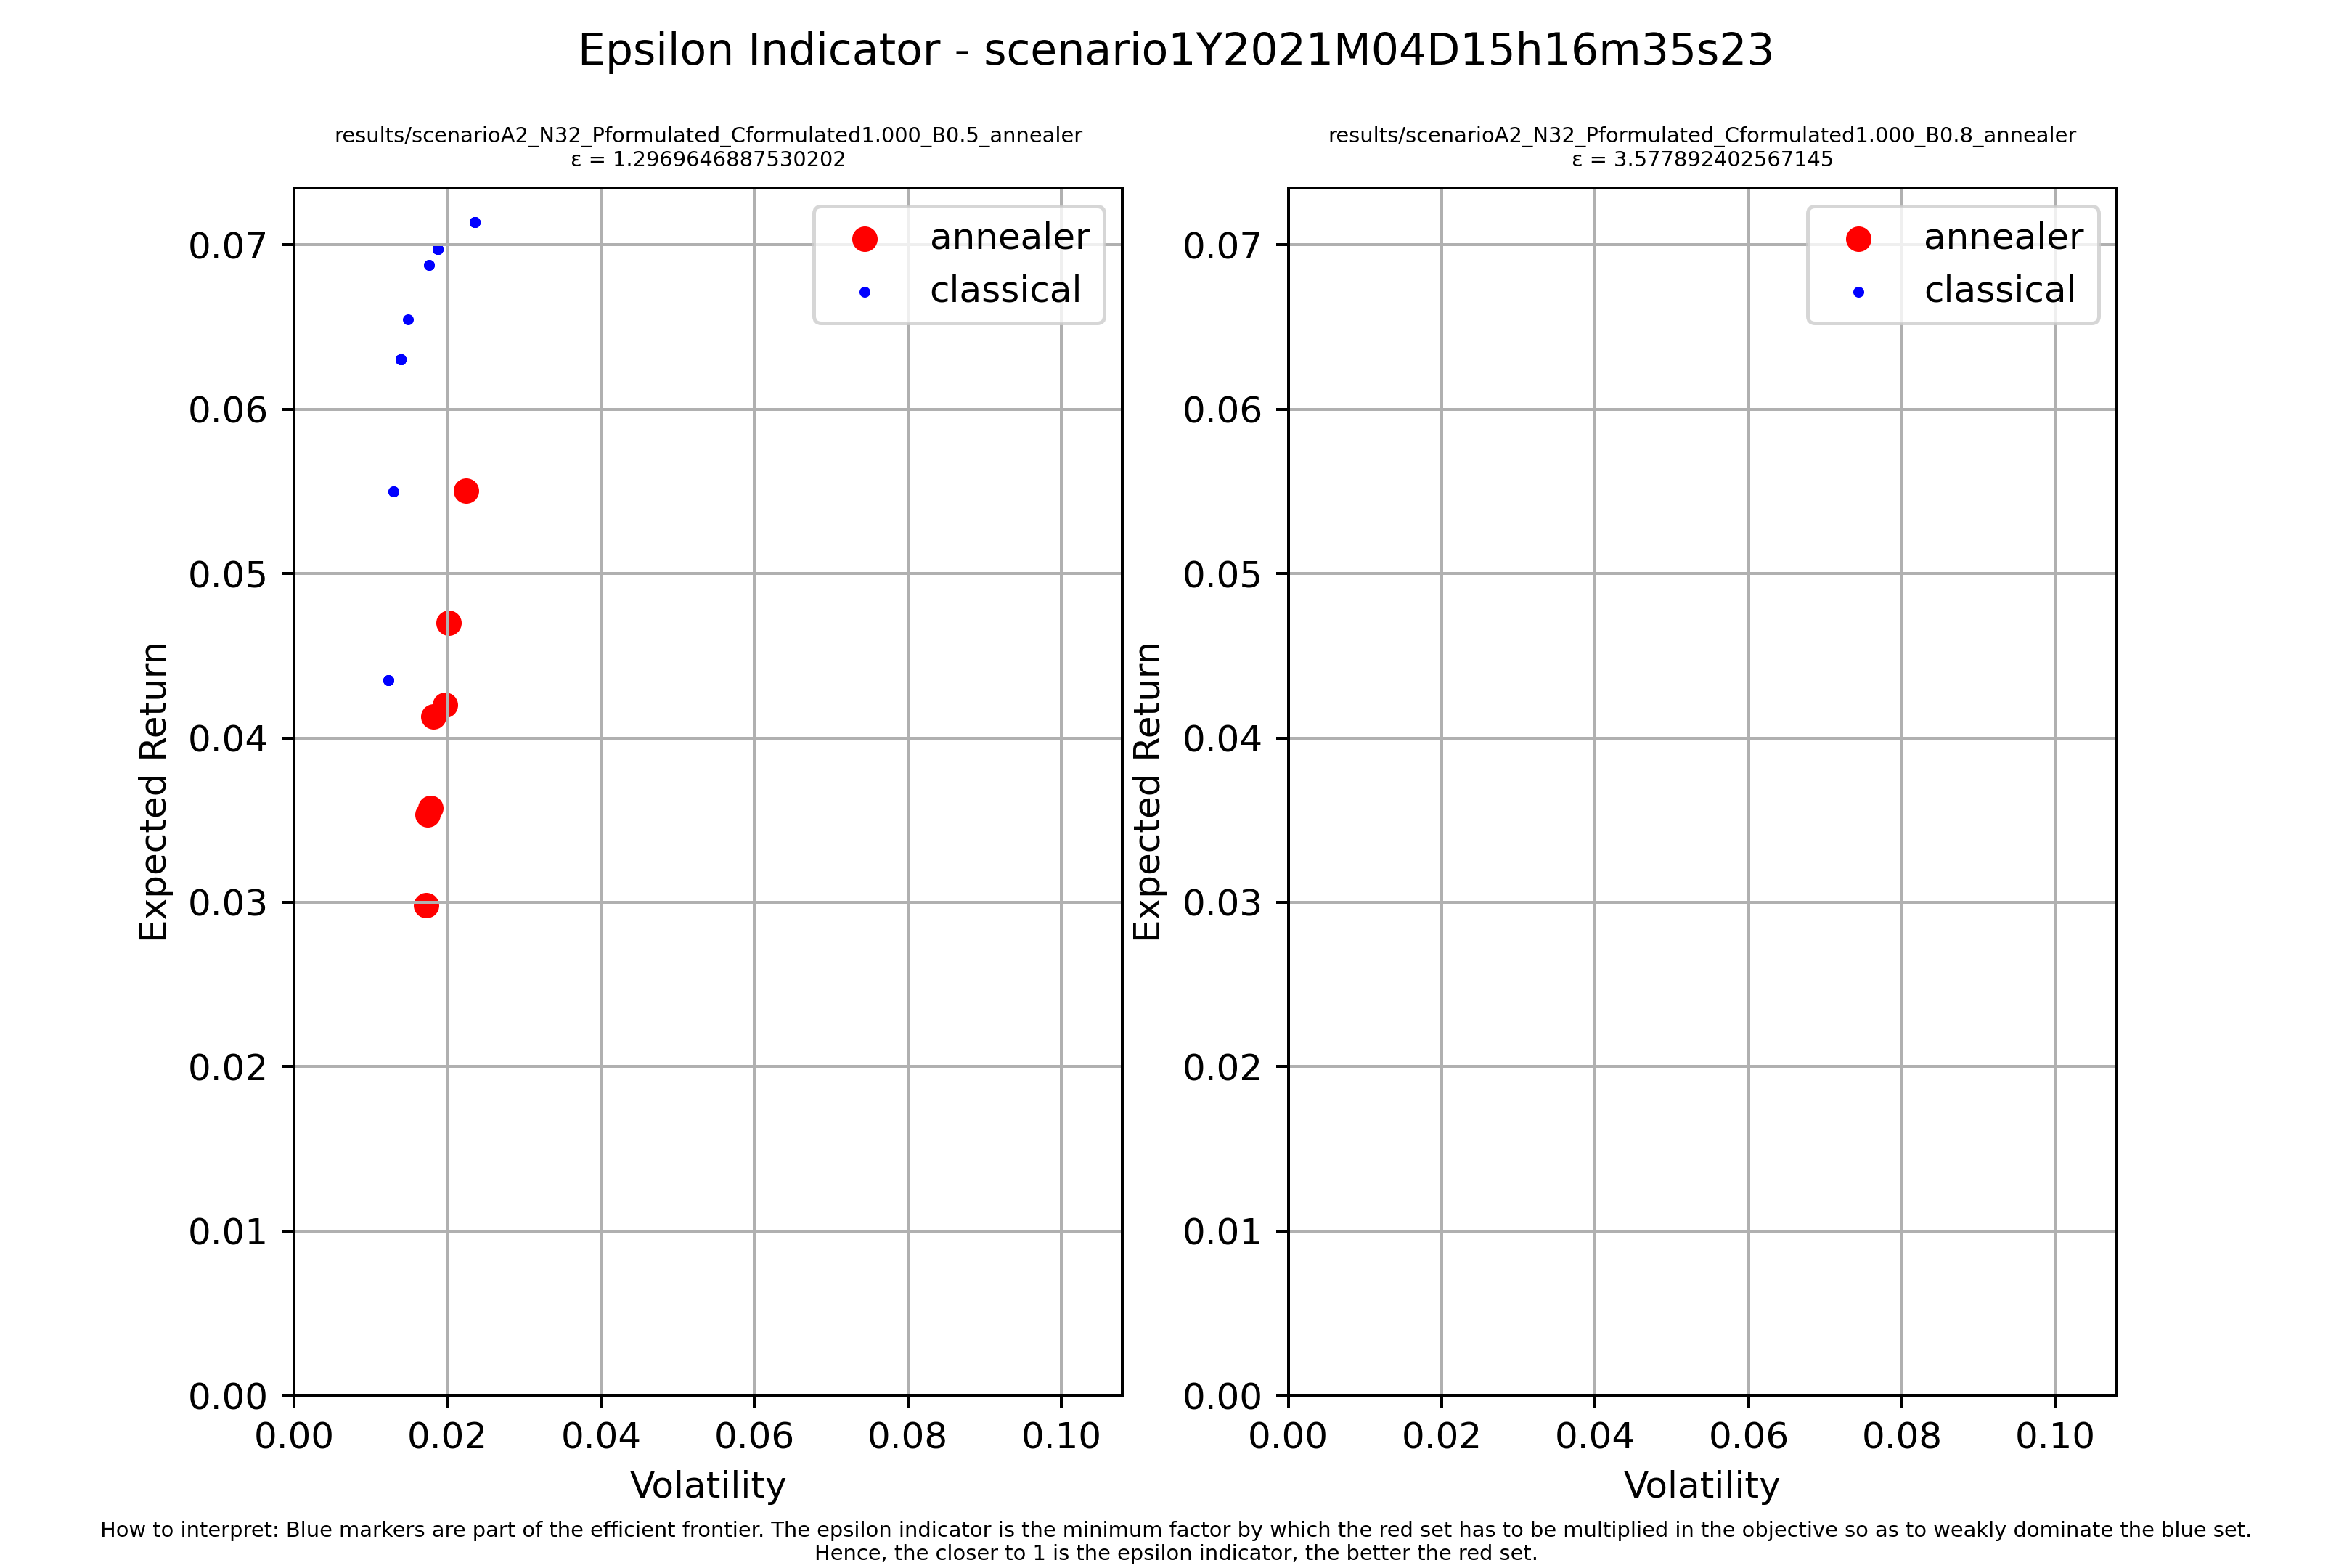 Epsilon Indicator - scenario1Y2021M04D15h16m35s23
results/scenarioA2_N32_Pformulated_Cformulated1.000_B0.5_annealer
ε = 1.2969646887530202
annealer
classical
0.07
0.06
0.05
0.04
0.03
0.02
0.01
0.00
Expected Return
0.00 0.02 0.04 0.06 0.08 0.10
Volatility
results/scenarioA2_N32_Pformulated_Cformulated1.000_B0.8_annealer
ε = 3.577892402567145
annealer
classical
0.07
0.06
0.05
0.04
0.03
0.02
0.01
0.00
Expected Return
0.00 0.02 0.04 0.06 0.08 0.10
Volatility
How to interpret: Blue markers are part of the efficient frontier. The epsilon indicator is the minimum factor by which the red set has to be multiplied in the objective so as to weakly dominate the blue set.
Hence, the closer to 1 is the epsilon indicator, the better the red set.